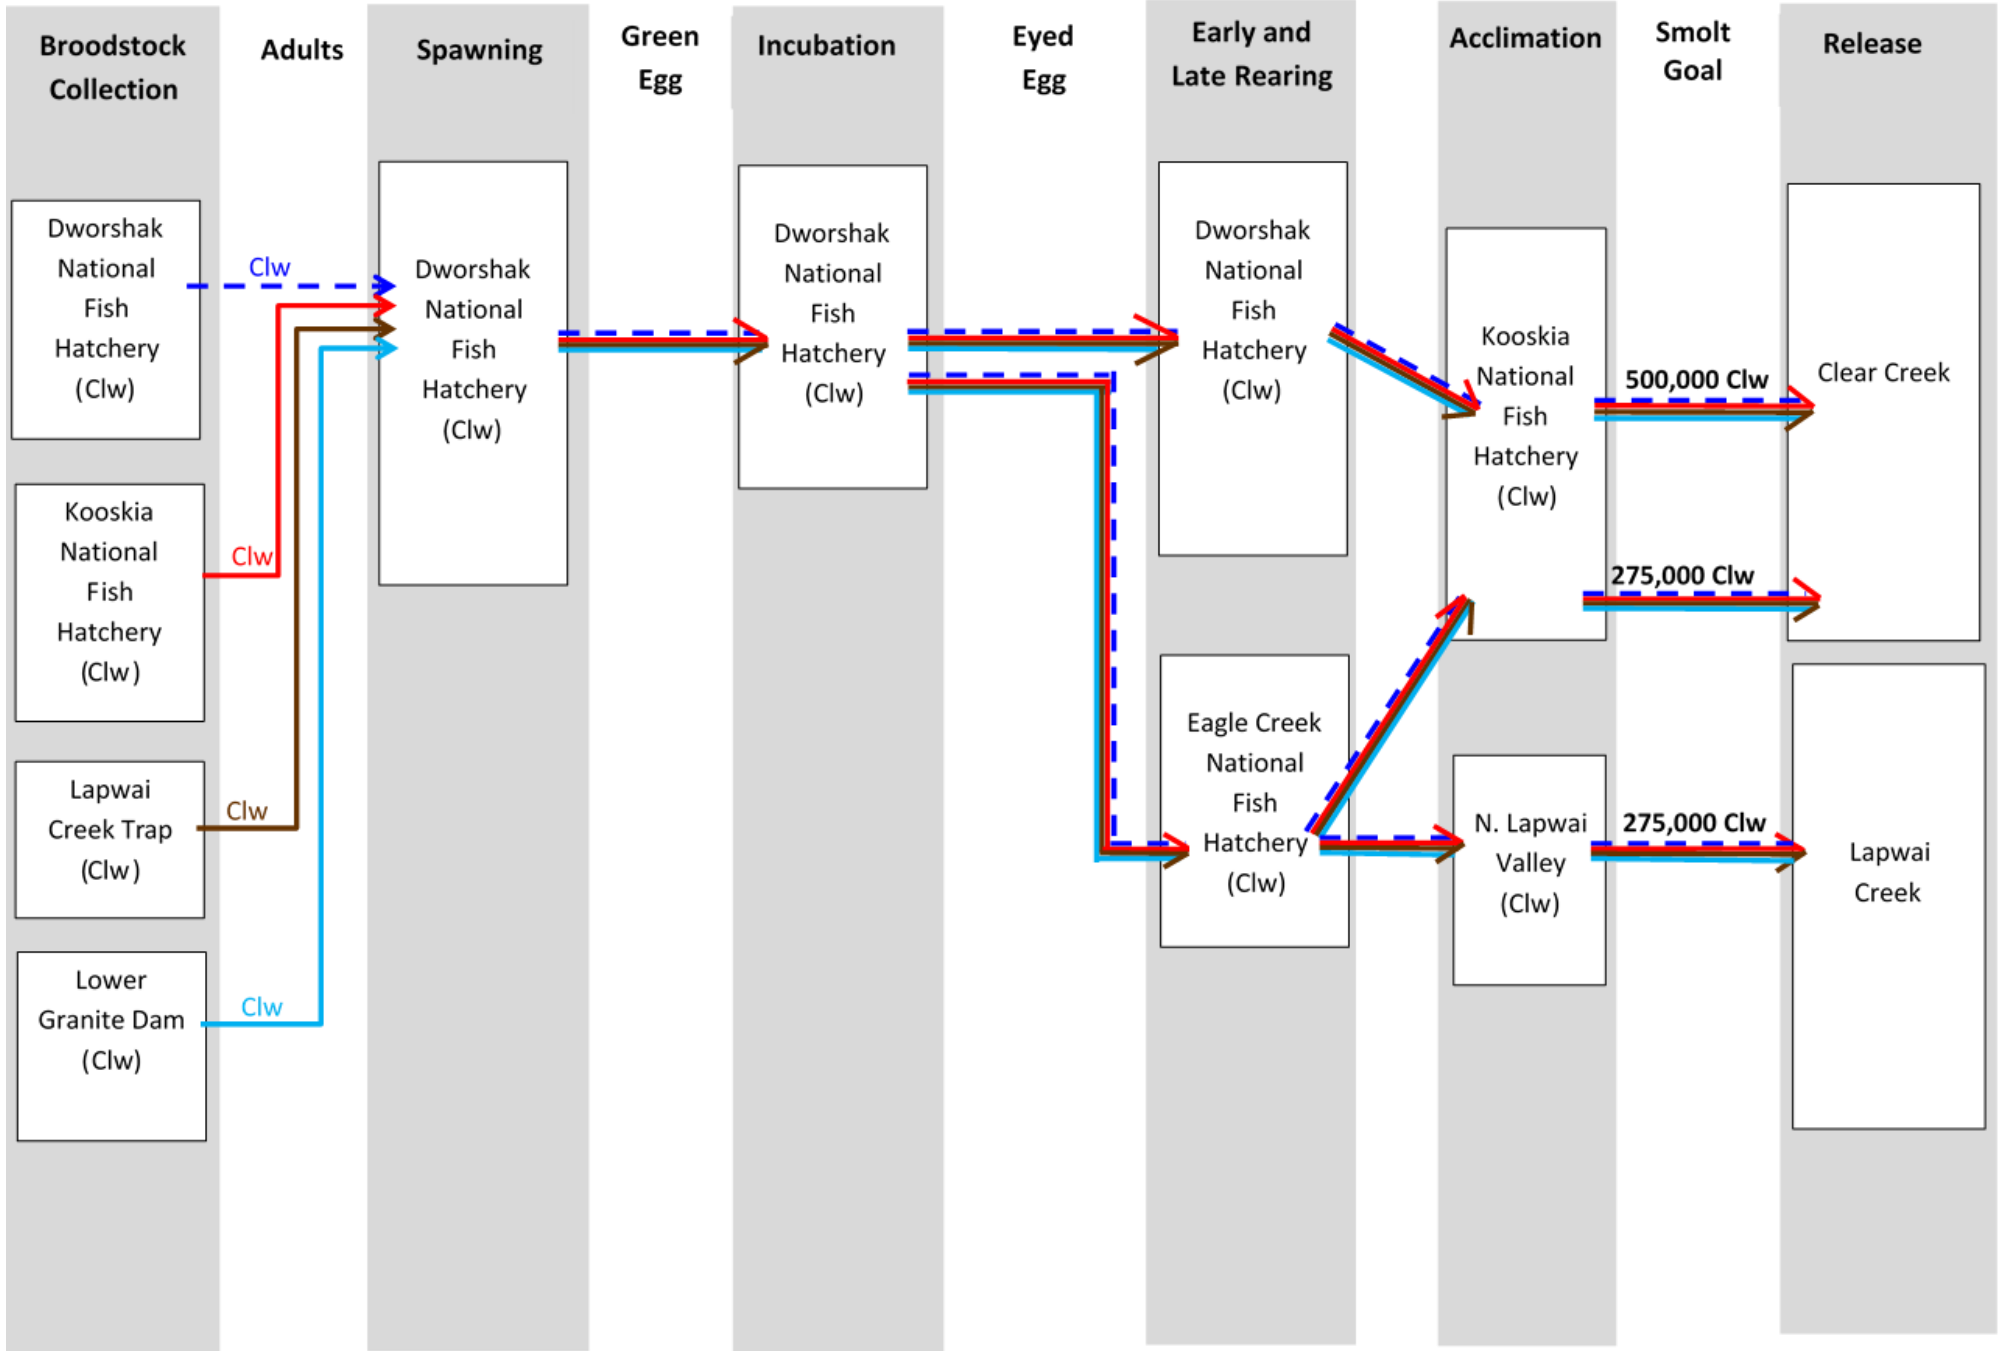 Broodstock
Collection
Adults
Spawning
Green
Egg
Incubation
Eyed
Egg
Early and
Late Rearing
Acclimation
Smolt
Goal
Release
Dworshak
National
Fish
Hatchery
(Clw)
Kooskia
National
Fish
Hatchery
(Clw)
Lapwai
Creek Trap
(Clw)
Lower
Granite Dam
(Clw)
Clw
Clw
Clw
Clw
Dworshak
National
Fish
Hatchery
(Clw)
Dworshak
National
Fish
Hatchery
(Clw)
Dworshak
National
Fish
Hatchery
(Clw)
Eagle Creek
National
Fish
Hatchery
(Clw)
Kooskia
National
Fish
Hatchery
(Clw)
N. Lapwai
Valley
(Clw)
500,000 Clw
275,000 Clw
275,000 Clw
Clear Creek
Lapwai
Creek